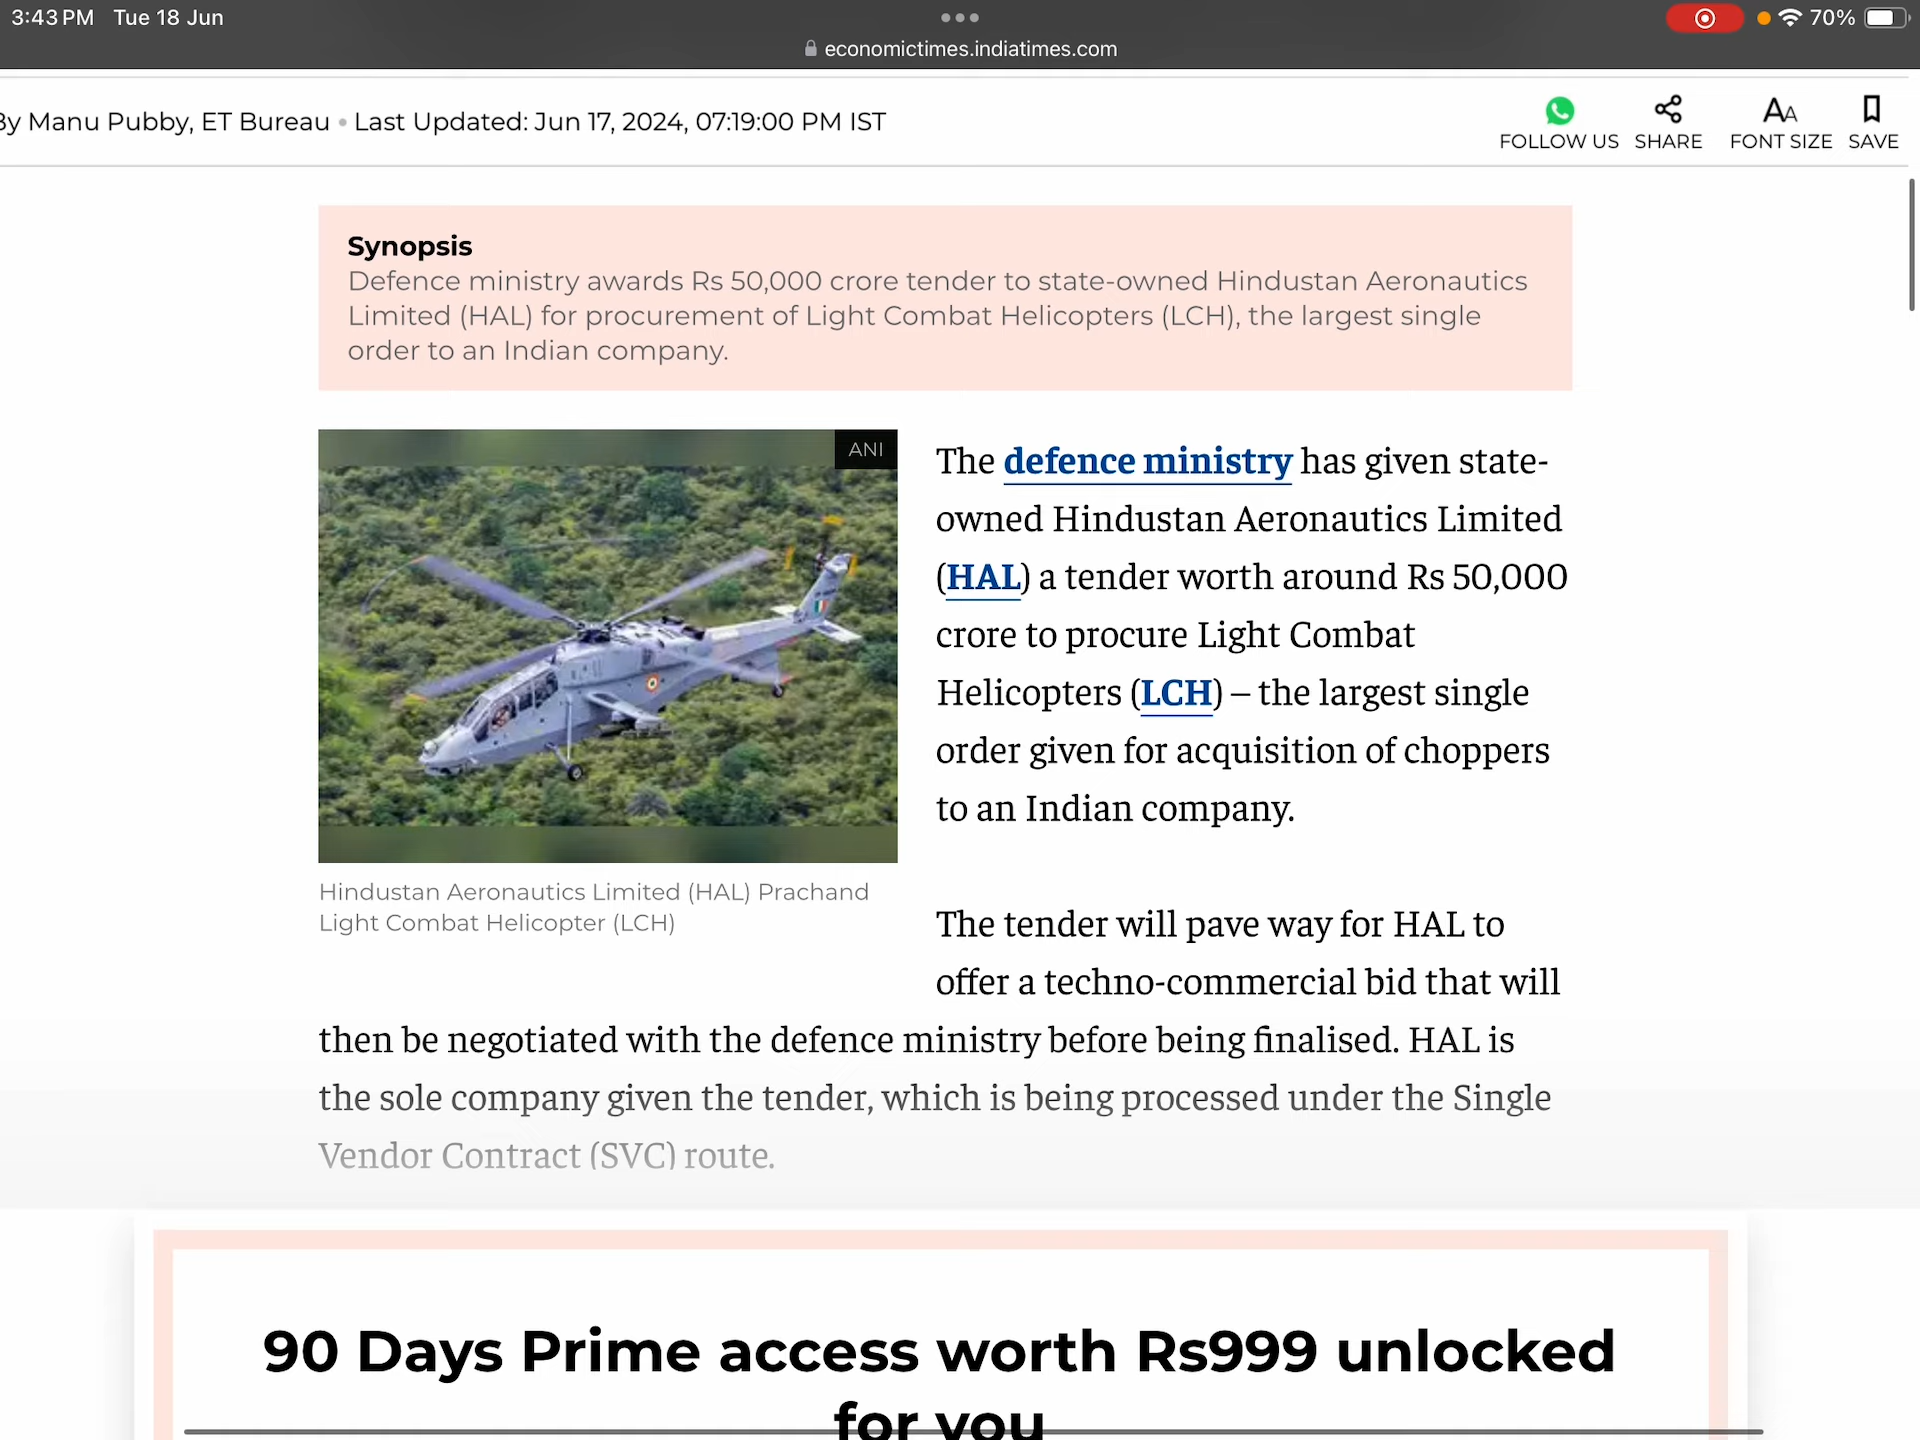 3:43 PM Tue 18 Jun
70%
economictimes.indiatimes.com
By Manu Pubby, ET Bureau • Last Updated: Jun 17, 2024, 07:19:00 PM IST
FOLLOW US SHARE FONT SIZE SAVE
Synopsis
Defence ministry awards Rs 50,000 crore tender to state-owned Hindustan Aeronautics
Limited (HAL) for procurement of Light Combat Helicopters (LCH), the largest single
order to an Indian company.
ANI
Hindustan Aeronautics Limited (HAL) Prachand
Light Combat Helicopter (LCH)
The defence ministry has given state-
owned Hindustan Aeronautics Limited
(HAL) a tender worth around Rs 50,000
crore to procure Light Combat
Helicopters (LCH) – the largest single
order given for acquisition of choppers
to an Indian company.
The tender will pave way for HAL to
offer a techno-commercial bid that will
then be negotiated with the defence ministry before being finalised. HAL is
the sole company given the tender, which is being processed under the Single
Vendor Contract (SVC) route.
90 Days Prime access worth Rs999 unlocked
for you